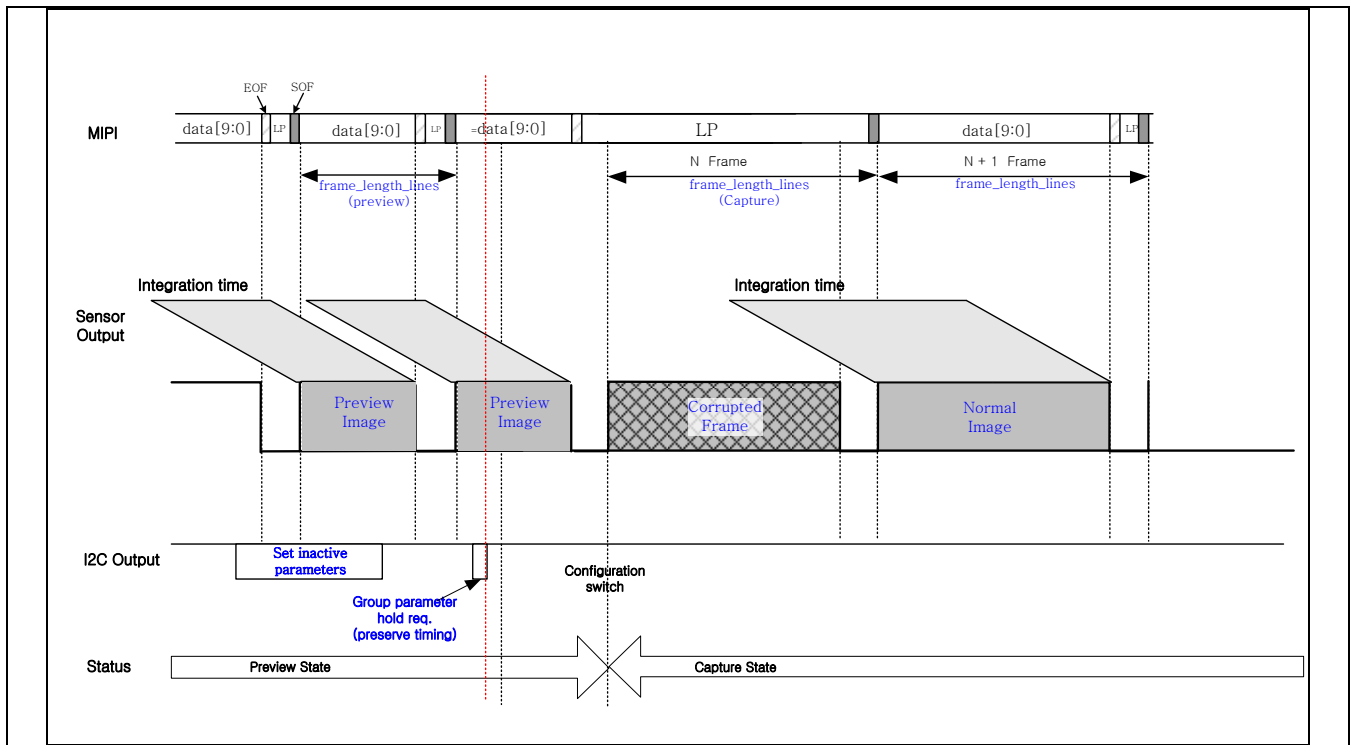 EOF
SOF
MIPI
data[9:0]
LP
data[9:0]
LP
=data[9:0]
LP
data[9:0]
LP
N Frame
N + 1 Frame
frame_length_lines
(preview)
frame_length_lines
(Capture)
frame_length_lines
Integration time
Integration time
Sensor
Output
Preview
Image
Preview
Image
Corrupted
Frame
Normal
Image
I2C Output
Set inactive
parameters
Configuration
switch
Group parameter
hold req.
(preserve timing)
Status
Preview State
Capture State